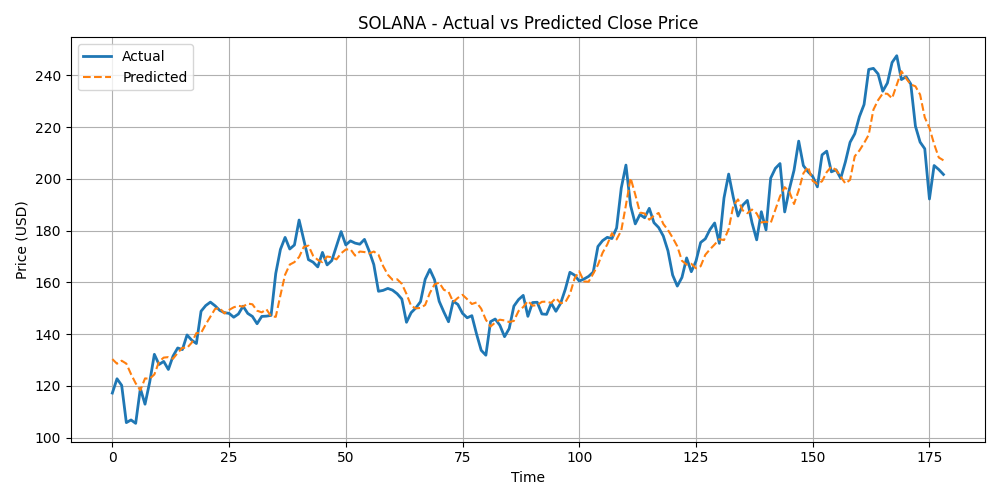 SOLANA - Actual vs Predicted Close Price
Actual
Predicted
Price (USD)
240
220
200
180
160
140
120
100
0 25 50 75 100 125 150 175
Time